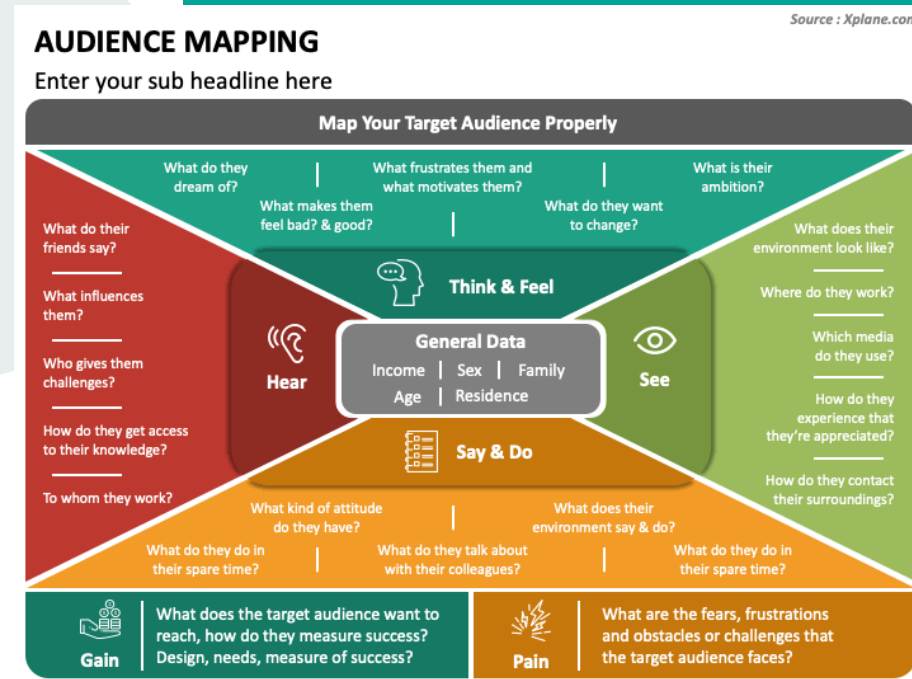 Source : Xplane.com
AUDIENCE MAPPING
Enter your sub headline here
Map Your Target Audience Properly
What do they
dream of?
What makes them
feel bad? & good?
What frustrates them and
what motivates them?
What do they want
to change?
What is their
ambition?
Think & Feel
What do their
friends say?
What influences
them?
Who gives them
challenges?
How do they get access
to their knowledge?
To whom they work?
Hear
General Data
Income | Sex | Family
Age | Residence
See
What does their
environment look like?
Where do they work?
Which media
do they use?
How do they
experience that
they're appreciated?
How do they contact
their surroundings?
Say & Do
What kind of attitude
do they have?
What does their
environment say & do?
What do they do in
their spare time?
What do they talk about
with their colleagues?
What do they do in
their spare time?
Gain
What does the target audience want to
reach, how do they measure success?
Design, needs, measure of success?
Pain
What are the fears, frustrations
and obstacles or challenges that
the target audience faces?